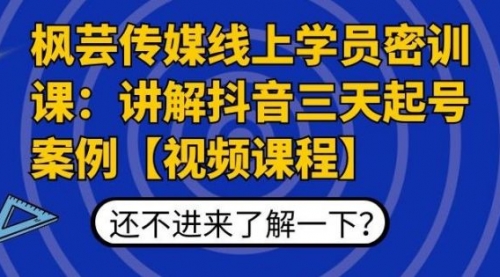 枫芸传媒线上学员密训
课：讲解抖音三天起号
案例【视频课程】
还不进来了解一下？